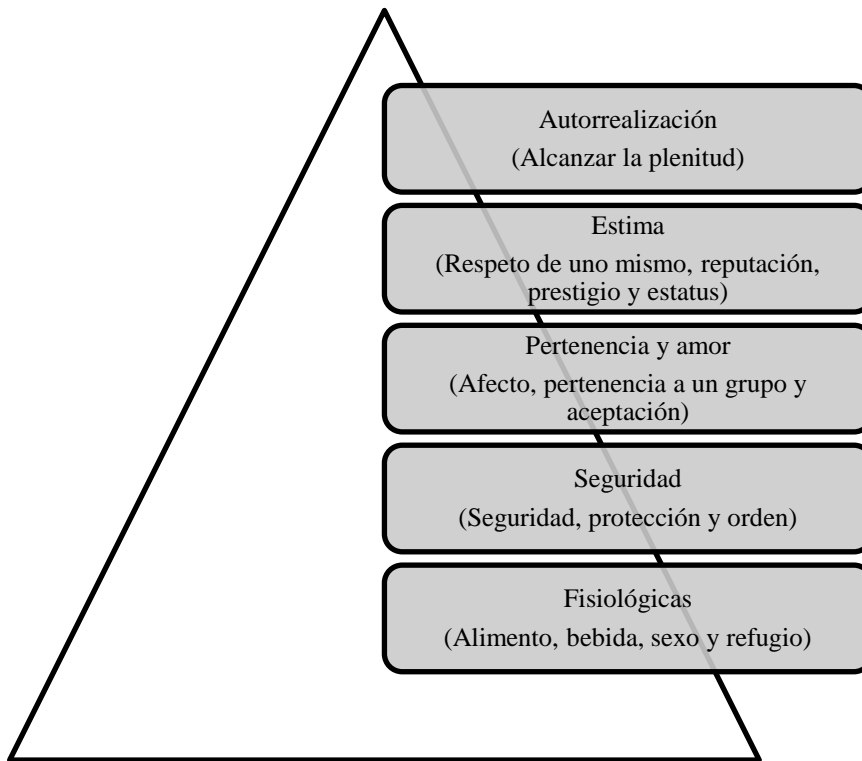 Autorrealización
(Alcanzar la plenitud)
Estima
(Respeto de uno mismo, reputación,
prestigio y estatus)
Pertenencia y amor
(Afecto, pertenencia a un grupo y
aceptación)
Seguridad
(Seguridad, protección y orden)
Fisiológicas
(Alimento, bebida, sexo y refugio)